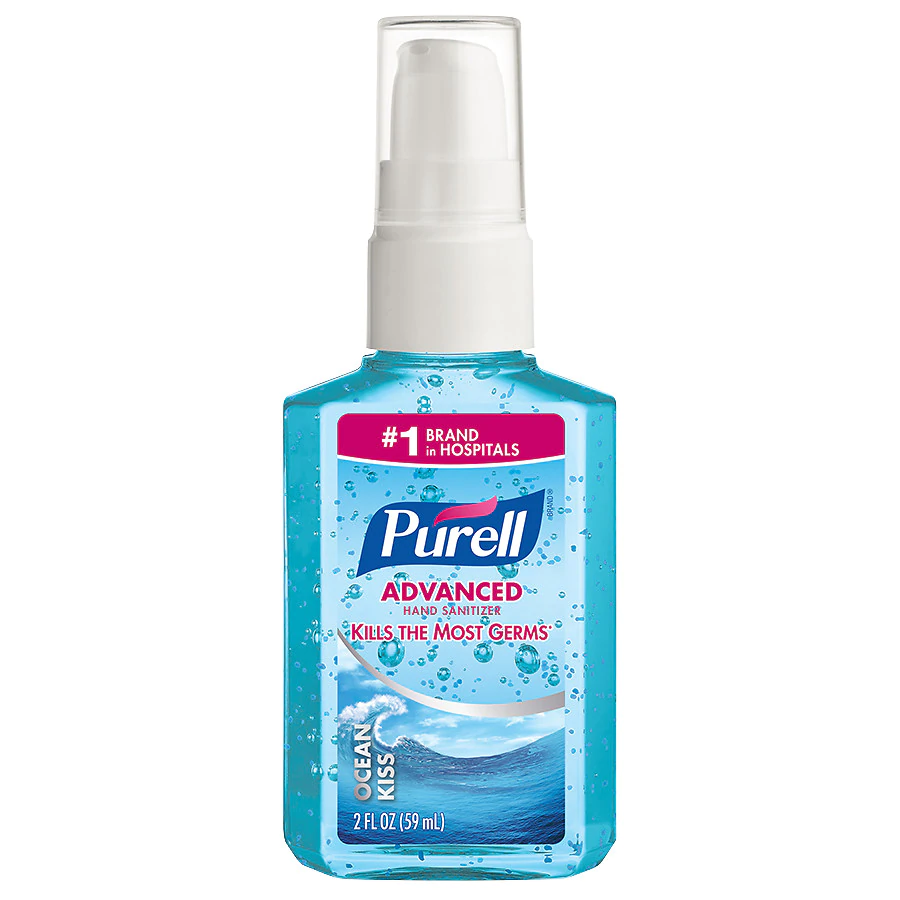 #1 BRAND
in HOSPITALS
Purell
BRAND®
ADVANCED
HAND SANITIZER
KILLS THE MOST GERMS*
OCEAN
KISS
2 FL OZ (59 mL)